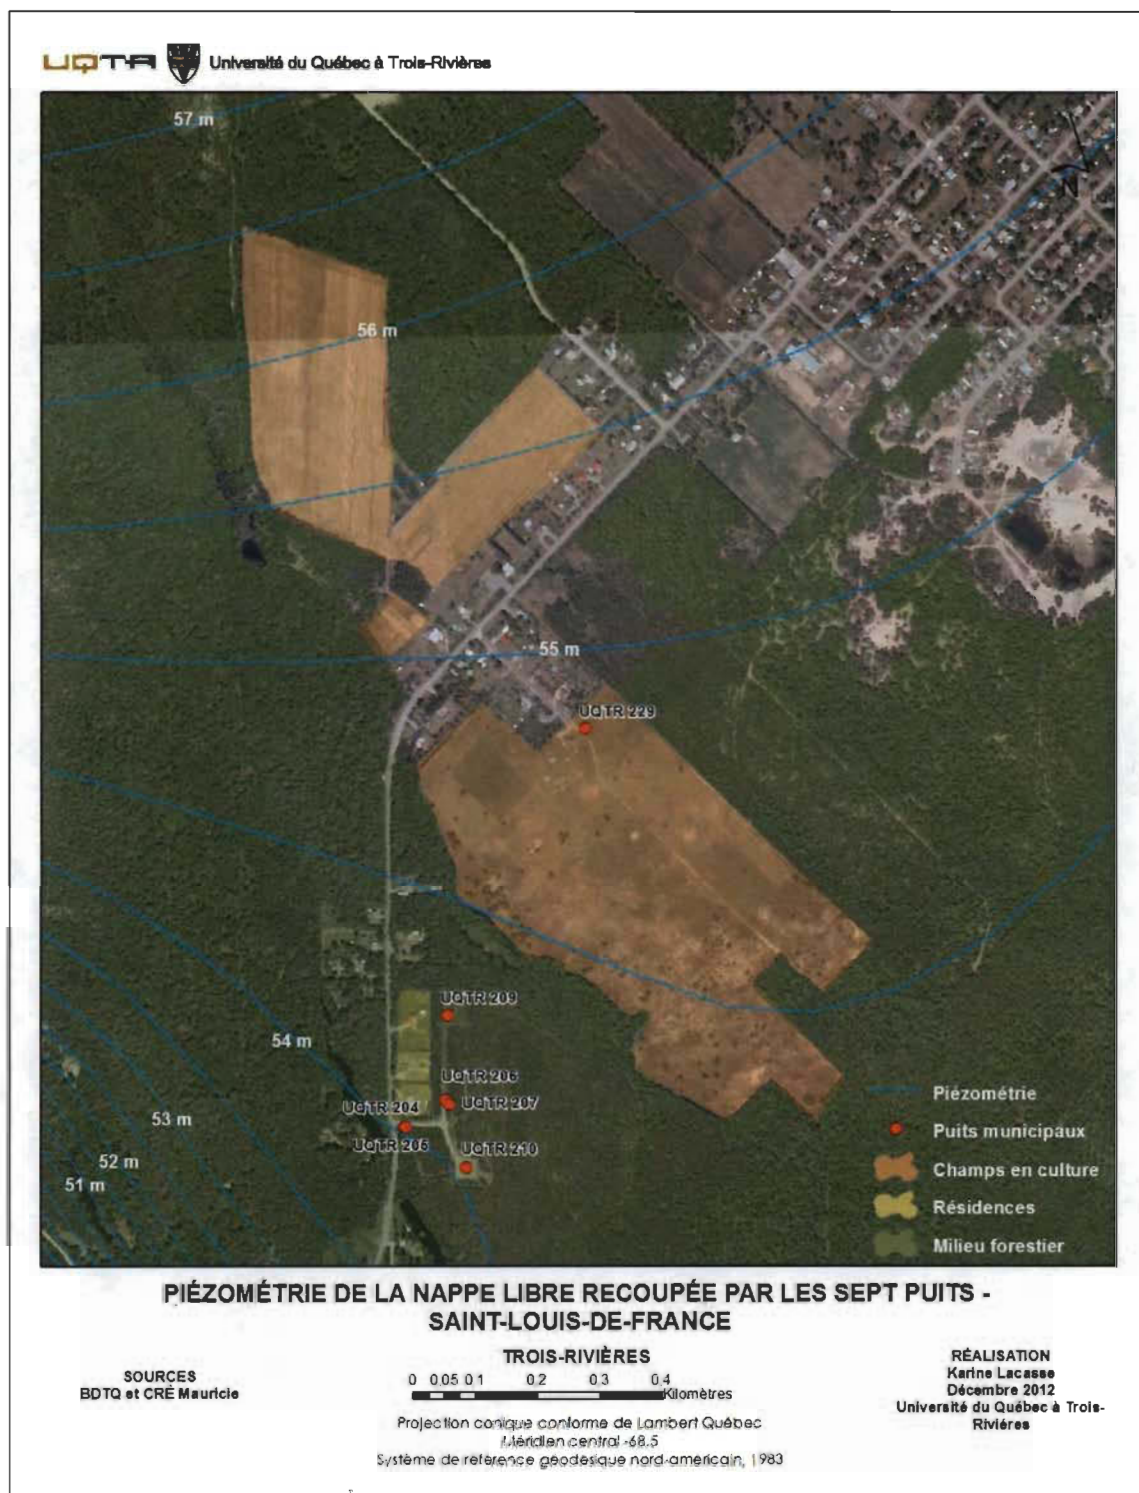 UQTR Université du Québec à Trois-Rivières
57 m
N
56 m
55 m
UQTR 229
UQTR 209
54 m
UQTR 206
Piézométrie
UQTR 204
UQTR 207
53 m
Puits municipaux
UQTR 205
UQTR 210
52 m
Champs en culture
51 m
Résidences
Milieu forestier
PIÉZOMÉTRIE DE LA NAPPE LIBRE RECOUPÉE PAR LES SEPT PUITS -
SAINT-LOUIS-DE-FRANCE
TROIS-RIVIÈRES
SOURCES
BDTQ et CRÉ Mauricie
0 0,05 0,1 0,2 0,3 0,4
Kilomètres
Projection conique conforme de Lambert Québec
Méridien central -68.5
Système de référence géodésique nord-américain, 1983
RÉALISATION
Karine Lacasse
Décembre 2012
Université du Québec à Trois-
Rivières